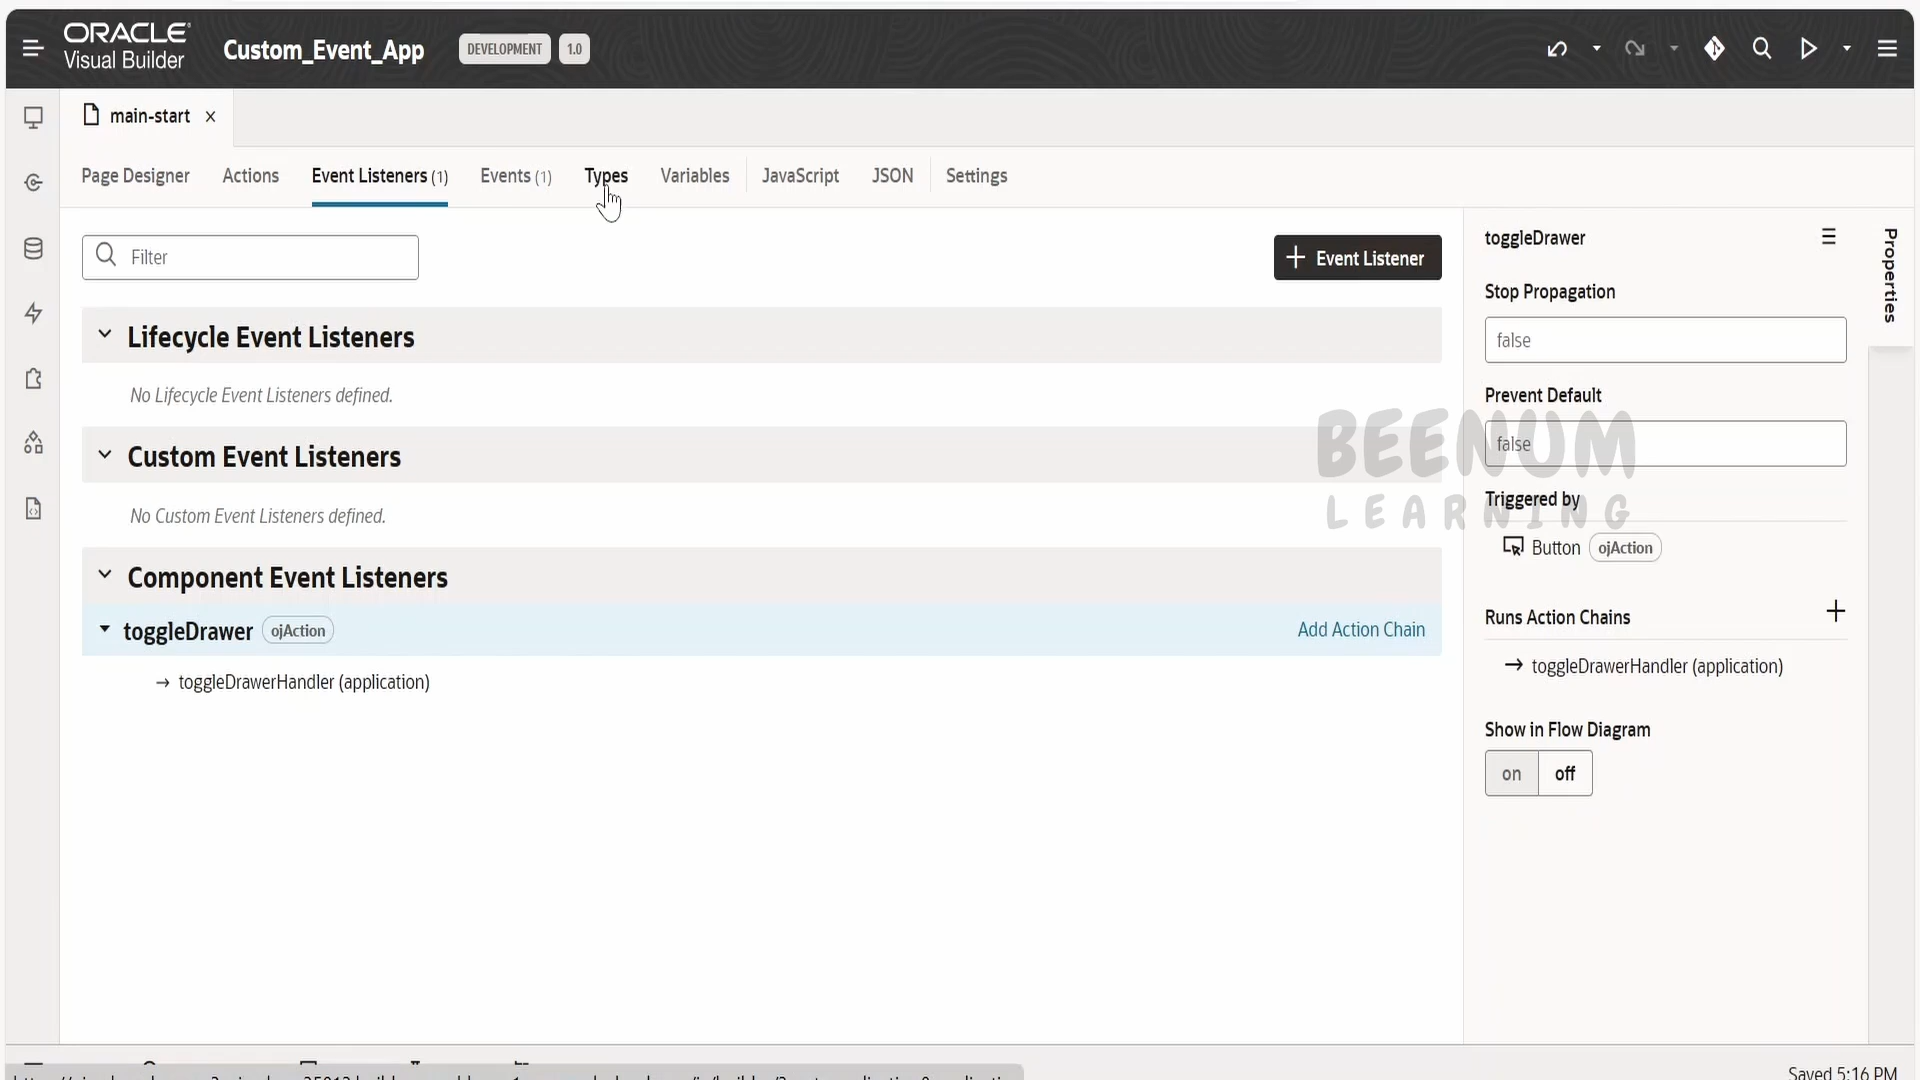 ORACLE
Visual Builder
Custom_Event_App
DEVELOPMENT
1.0
main-start
Page Designer
Actions
Event Listeners (1)
Events (1)
Types
Variables
JavaScript
JSON
Settings
Filter
Event Listener
Lifecycle Event Listeners
No Lifecycle Event Listeners defined.
Custom Event Listeners
No Custom Event Listeners defined.
Component Event Listeners
toggleDrawer ojAction
Add Action Chain
toggleDrawerHandler (application)
toggleDrawer
Stop Propagation
false
Prevent Default
false
Triggered by
Button ojAction
Runs Action Chains
toggleDrawerHandler (application)
Show in Flow Diagram
on
off
Properties
BEENUM
LEARNING
Saved 5:16 PM